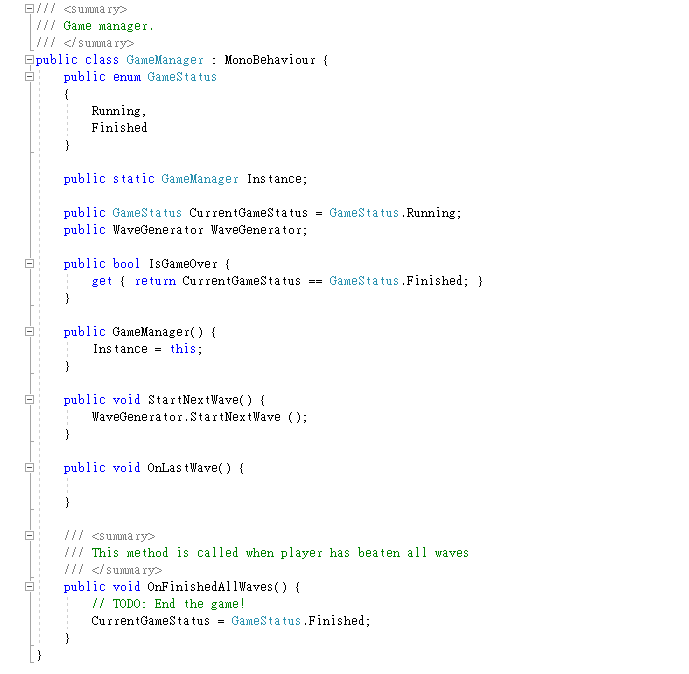 /// <summary>
/// Game manager.
/// </summary>
public class GameManager : MonoBehaviour {
    public enum GameStatus
    {
        Running,
        Finished
    }

    public static GameManager Instance;

    public GameStatus CurrentGameStatus = GameStatus.Running;
    public WaveGenerator WaveGenerator;

    public bool IsGameOver {
        get { return CurrentGameStatus == GameStatus.Finished; }
    }

    public GameManager() {
        Instance = this;
    }

    public void StartNextWave() {
        WaveGenerator.StartNextWave ();
    }

    public void OnLastWave() {

    }

    /// <summary>
    /// This method is called when player has beaten all waves
    /// </summary>
    public void OnFinishedAllWaves() {
        // TODO: End the game!
        CurrentGameStatus = GameStatus.Finished;
    }
}